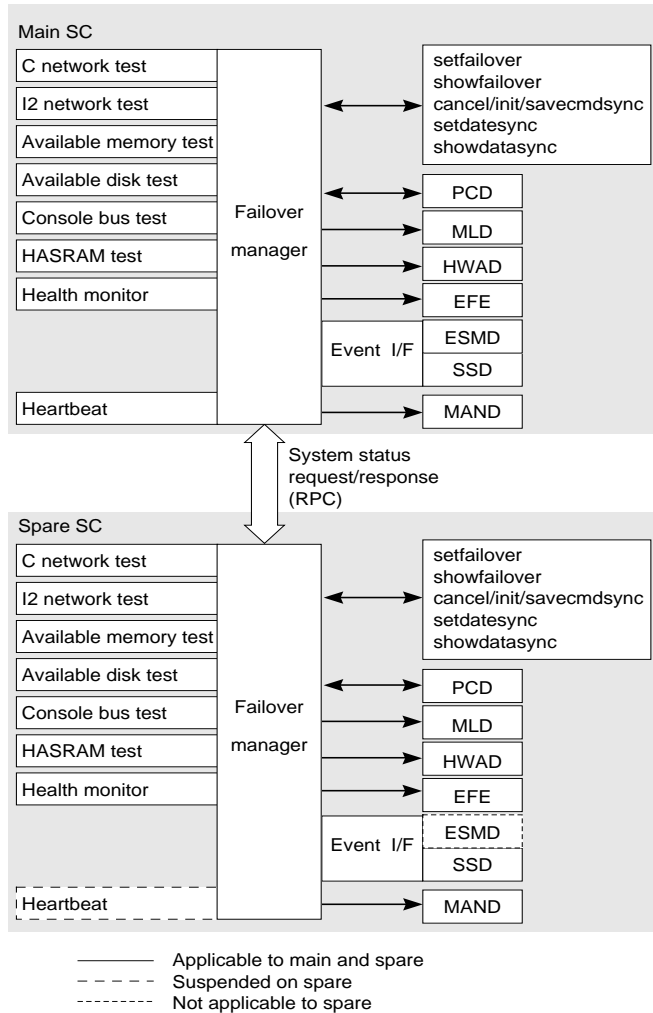 Main SC
C network test
I2 network test
Available memory test
Available disk test
Console bus test
HASRAM test
Health monitor
Heartbeat
Failover
manager
setfailover
showfailover
cancel/init/savecmdsync
setdatesync
showdatasync
PCD
MLD
HWAD
EFE
Event I/F
ESMD
SSD
MAND
System status
request/response
(RPC)
Spare SC
C network test
I2 network test
Available memory test
Available disk test
Console bus test
HASRAM test
Health monitor
Heartbeat
Failover
manager
setfailover
showfailover
cancel/init/savecmdsync
setdatesync
showdatasync
PCD
MLD
HWAD
EFE
Event I/F
ESMD
SSD
MAND
Applicable to main and spare
Suspended on spare
Not applicable to spare